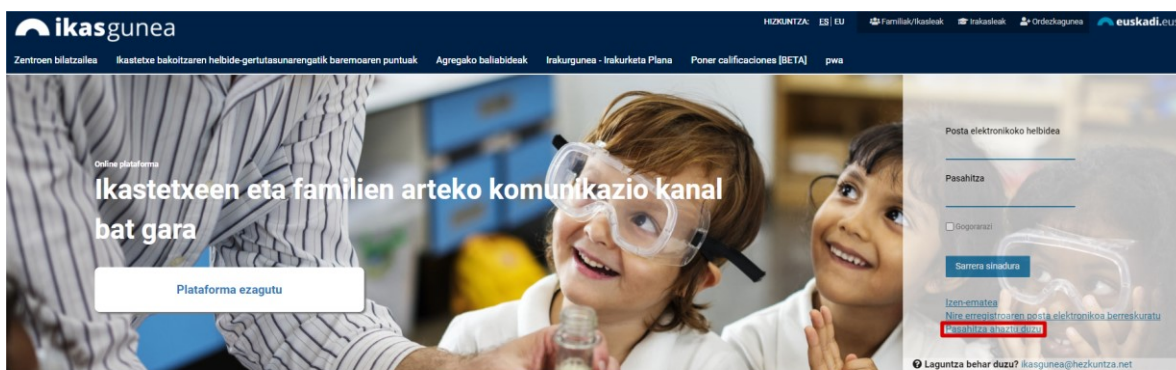 ikasgunea
HIZKUNTZA: ES | EU Familiak/Ikasleak Irakasleak Ordezkagunea euskadi.eus
Zentroen bilatzailea Ikastetxe bakoitzaren helbide-gertutasunarengatik baremoaren puntuak Agregako baliabideak Irakurgunea - Irakurketa Plana Poner calificaciones [BETA] pwa
Online plataforma
Ikastetxeen eta familien arteko komunikazio kanal
bat gara
Plataforma ezagutu
Posta elektronikoko helbidea
Pasahitza
Gogorarazi
Sarrera sinadura
Izen-ematea
Nire erregistroaren posta elektronikoa berreskuratu
Pasahitza ahaztu duzu
Laguntza behar duzu? ikasgunea@hezkuntza.net